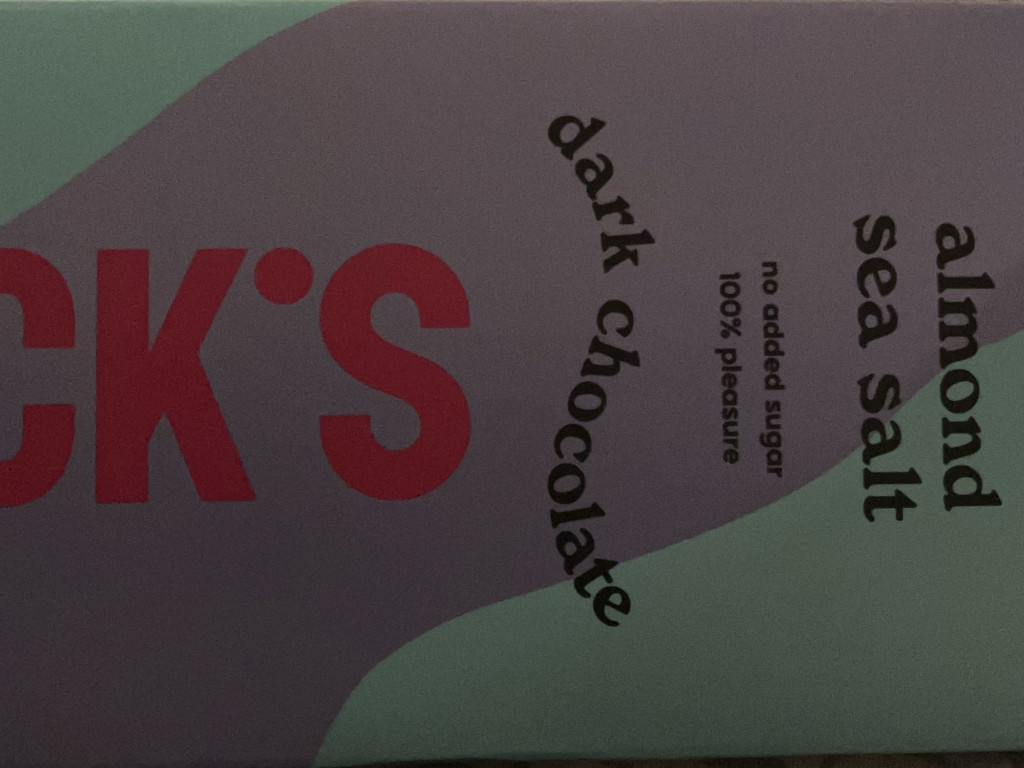 CK'S
dark chocolate
no added sugar
100% pleasure
almond
sea salt